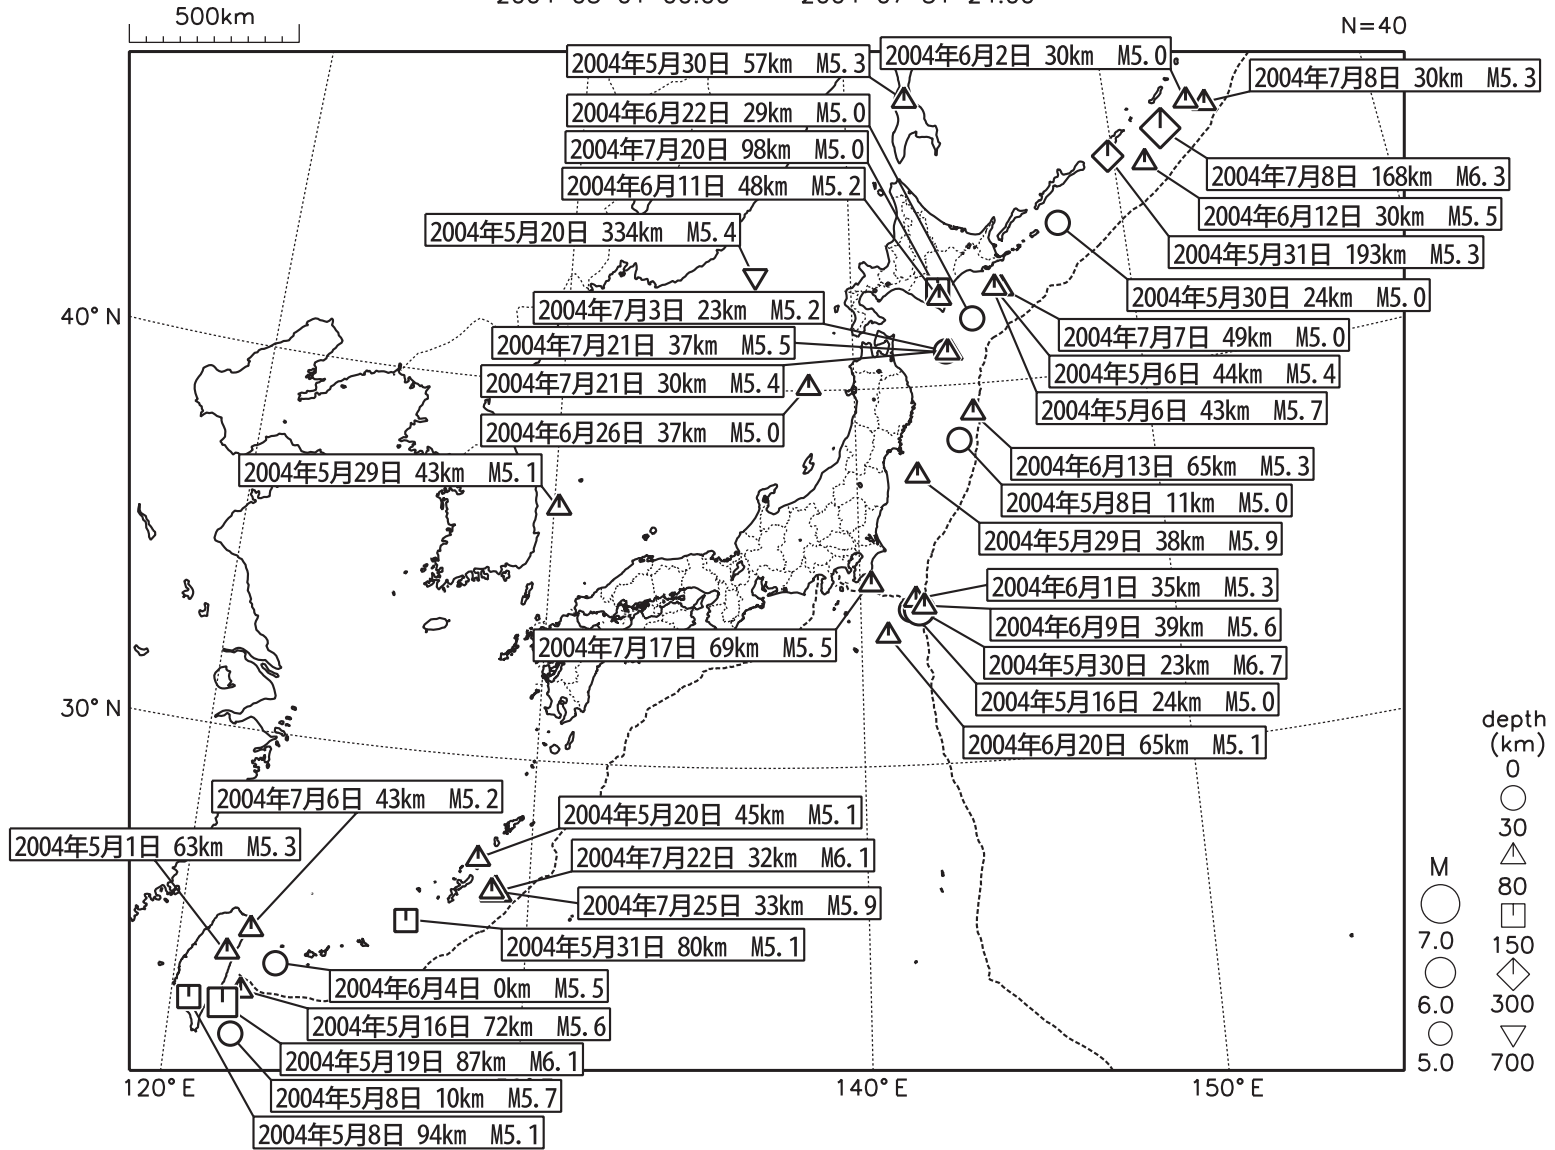 500km
N=40
2004年5月30日 57km M5.3
2004年6月2日 30km M5.0
2004年7月8日 30km M5.3
2004年6月22日 29km M5.0
2004年7月20日 98km M5.0
2004年6月11日 48km M5.2
2004年7月8日 168km M6.3
2004年6月12日 30km M5.5
2004年5月20日 334km M5.4
2004年5月31日 193km M5.3
2004年5月30日 24km M5.0
2004年7月3日 23km M5.2
40°N
2004年7月7日 49km M5.0
2004年7月21日 37km M5.5
2004年5月6日 44km M5.4
2004年7月21日 30km M5.4
2004年5月6日 43km M5.7
2004年6月26日 37km M5.0
2004年5月29日 43km M5.1
2004年6月13日 65km M5.3
2004年5月8日 11km M5.0
2004年5月29日 38km M5.9
2004年6月1日 35km M5.3
2004年6月9日 39km M5.6
2004年7月17日 69km M5.5
2004年5月30日 23km M6.7
2004年5月16日 24km M5.0
30°N
2004年6月20日 65km M5.1
2004年7月6日 43km M5.2
2004年5月20日 45km M5.1
2004年5月1日 63km M5.3
2004年7月22日 32km M6.1
2004年7月25日 33km M5.9
2004年5月31日 80km M5.1
2004年6月4日 0km M5.5
2004年5月16日 72km M5.6
2004年5月19日 87km M6.1
2004年5月8日 10km M5.7
2004年5月8日 94km M5.1
120°E
140°E
150°E
M
7.0
6.0
5.0
depth
(km)
0
30
80
150
300
700